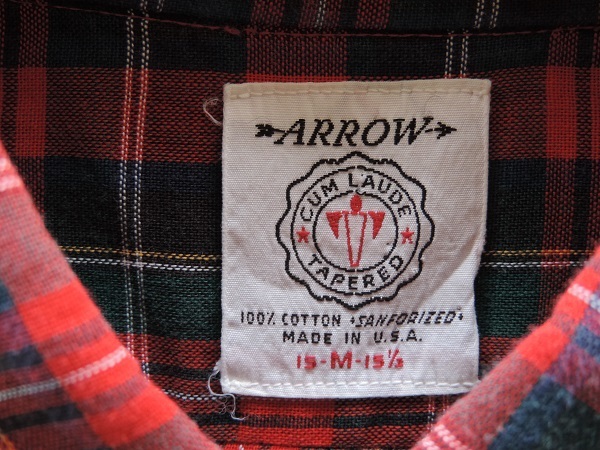 ARROW
CUM LAUDE
TAPERED
100% COTTON •SANFORIZED•
MADE IN U.S.A.
15-M-15½